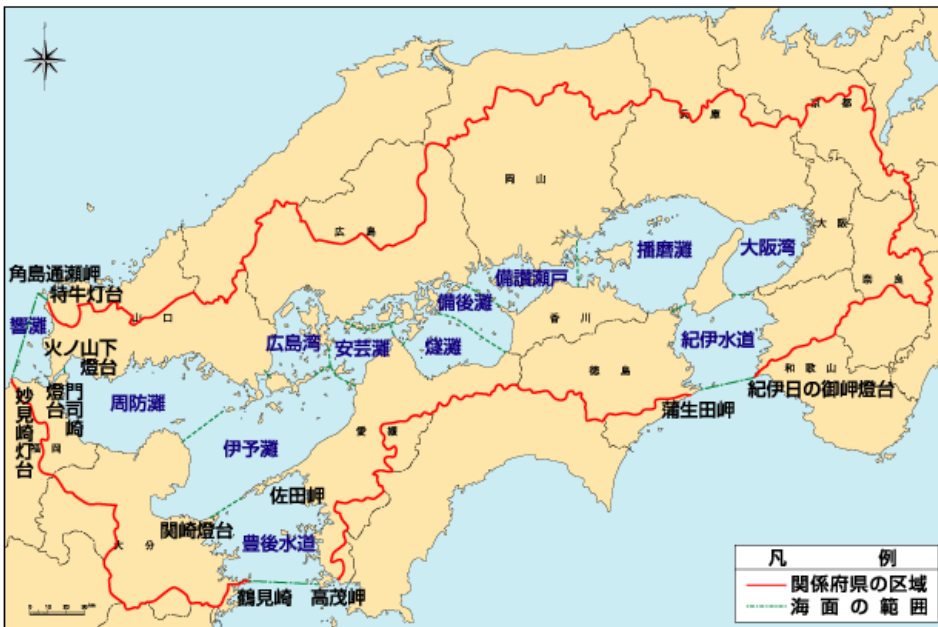 京都
兵庫
岡山
広島
大阪
播磨灘
大阪湾
備讃瀬戸
角島通瀬岬
特牛灯台
備後灘
奈良
響灘
山口
香川
火ノ山下
燈台
広島湾
安芸灘
燧灘
紀伊水道
門司崎
燈台
徳島
和歌山
妙見崎灯台
周防灘
紀伊日の御岬燈台
蒲生田岬
福岡
愛媛
伊予灘
佐田岬
関崎燈台
大分
豊後水道
鶴見崎
高茂岬
凡例
関係府県の区域
海面の範囲